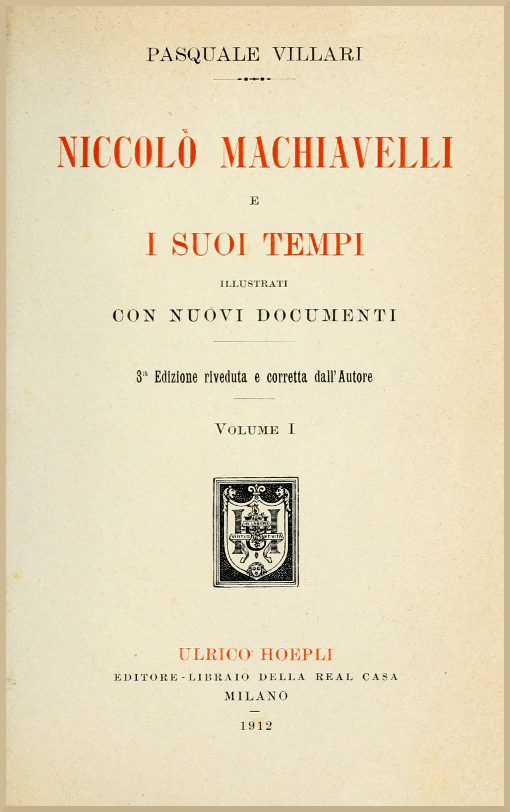 PASQUALE VILLARI
NICCOLÒ MACHIAVELLI
E
I SUOI TEMPI
ILLUSTRATI
CON NUOVI DOCUMENTI
3ª Edizione riveduta e corretta dall'Autore
VOLUME I
ULRICO HOEPLI
EDITORE-LIBRAIO DELLA REAL CASA
MILANO
1912